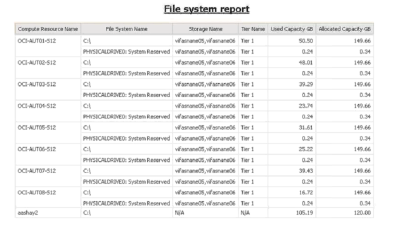 File system report
Compute Resource Name File System Name Storage Name Tier Name Used Capacity GB Allocated Capacity GB
OCI-AUT01-S12 C:\ vifasnane05,vifasnane06 Tier 1 50.50 149.66
PHYSICALDRIVE0: System Reserved vifasnane05,vifasnane06 Tier 1 0.24 0.34
OCI-AUT02-S12 C:\ vifasnane05,vifasnane06 Tier 1 48.01 149.66
PHYSICALDRIVE0: System Reserved vifasnane05,vifasnane06 Tier 1 0.24 0.34
OCI-AUT03-S12 C:\ vifasnane05,vifasnane06 Tier 1 39.29 149.66
PHYSICALDRIVE0: System Reserved vifasnane05,vifasnane06 Tier 1 0.24 0.34
OCI-AUT04-S12 C:\ vifasnane05,vifasnane06 Tier 1 23.74 149.66
PHYSICALDRIVE0: System Reserved vifasnane05,vifasnane06 Tier 1 0.24 0.34
OCI-AUT05-S12 C:\ vifasnane05,vifasnane06 Tier 1 31.61 149.66
PHYSICALDRIVE0: System Reserved vifasnane05,vifasnane06 Tier 1 0.24 0.34
OCI-AUT06-S12 C:\ vifasnane05,vifasnane06 Tier 1 25.22 149.66
PHYSICALDRIVE0: System Reserved vifasnane05,vifasnane06 Tier 1 0.24 0.34
OCI-AUT07-S12 C:\ vifasnane05,vifasnane06 Tier 1 39.43 149.66
PHYSICALDRIVE0: System Reserved vifasnane05,vifasnane06 Tier 1 0.24 0.34
OCI-AUT08-S12 C:\ vifasnane05,vifasnane06 Tier 1 16.72 149.66
PHYSICALDRIVE0: System Reserved vifasnane05,vifasnane06 Tier 1 0.24 0.34
aashay2 C:\ N/A N/A 105.19 120.00